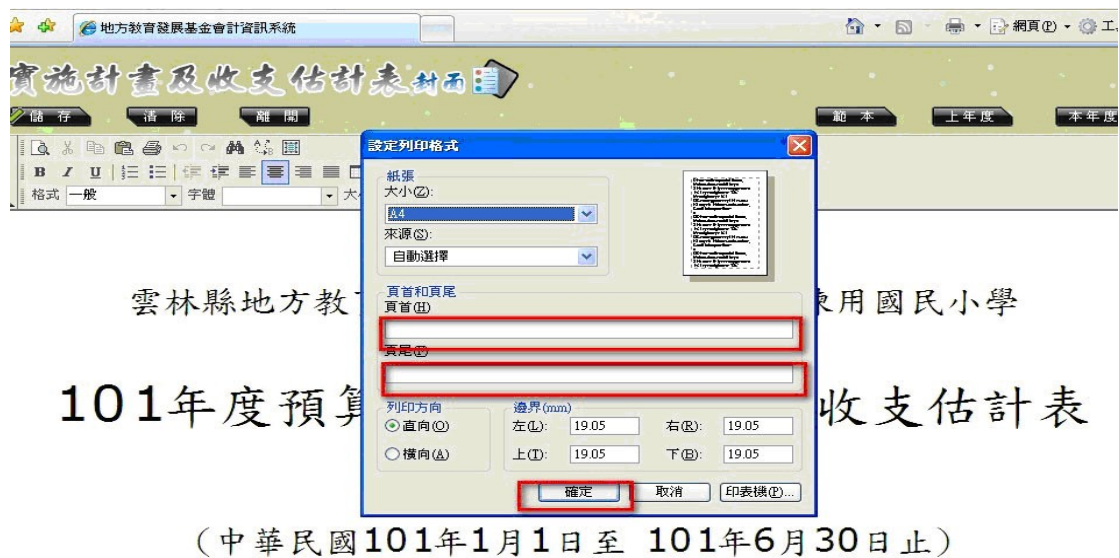 地方教育發展基金會計資訊系統
網頁(P) 工
實施計畫及收支估計表封面
儲存 清除 離開 範本 上年度 本年度
B I U
格式 一般 字體 大
設定列印格式
紙張
大小(Z):
A4
來源(S):
自動選擇
頁首和頁尾
頁首(H)
頁尾(F)
列印方向
直向(O)
橫向(A)
邊界(mm)
左(L): 19.05 右(R): 19.05
上(T): 19.05 下(B): 19.05
確定 取消 印表機(P)...
雲林縣地方教 用國民小學
101年度預算 收支估計表
(中華民國101年1月1日至 101年6月30日止)